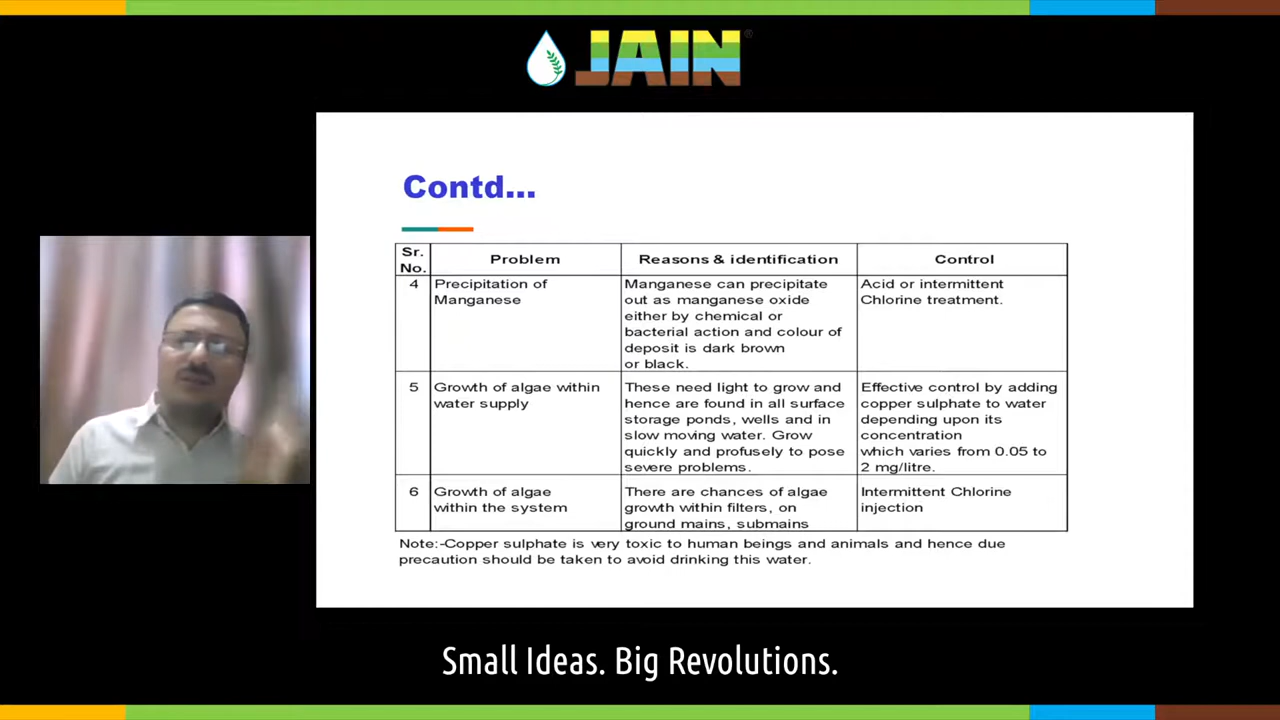 JAIN
Contd...
Sr. No. Problem Reasons & identification Control
4 Precipitation of Manganese
Manganese can precipitate
out as manganese oxide
either by chemical or
bacterial action and colour of
deposit is dark brown
or black.
Acid or intermittent
Chlorine treatment.
5 Growth of algae within
water supply
These need light to grow and
hence are found in all surface
storage ponds, wells and in
slow moving water. Grow
quickly and profusely to pose
severe problems.
Effective control by adding
copper sulphate to water
depending upon its
concentration
which varies from 0.05 to
2 mg/litre.
6 Growth of algae
within the system
There are chances of algae
growth within filters, on
ground mains, submains
Intermittent Chlorine
injection
Note:-Copper sulphate is very toxic to human beings and animals and hence due
precaution should be taken to avoid drinking this water.
Small Ideas. Big Revolutions.